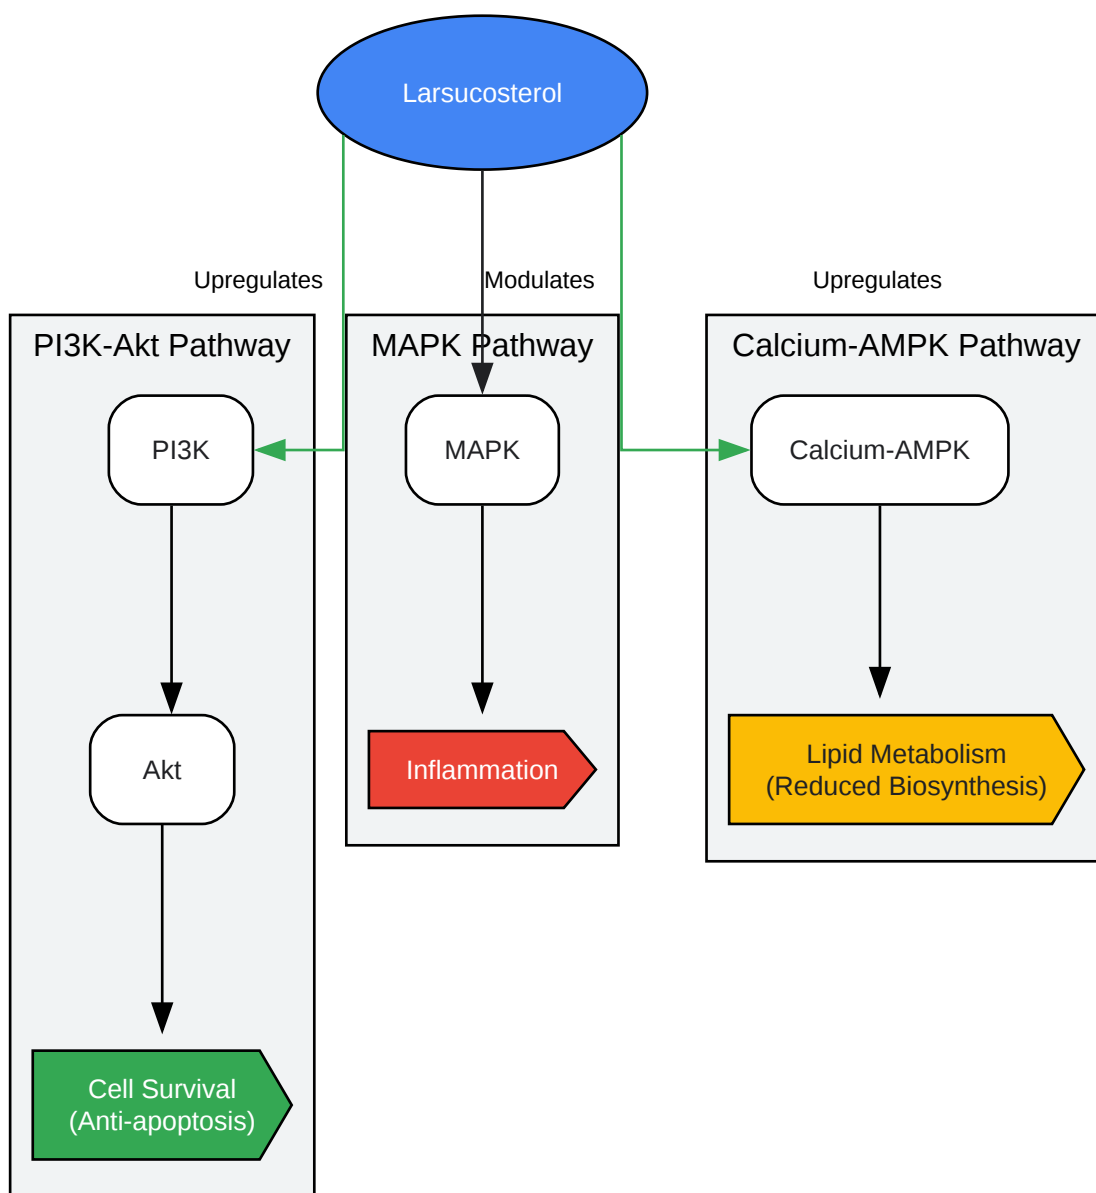 Larsucosterol
Upregulates
Modulates
Upregulates
PI3K-Akt Pathway
MAPK Pathway
Calcium-AMPK Pathway
PI3K
MAPK
Calcium-AMPK
Akt
Inflammation
Lipid Metabolism
(Reduced Biosynthesis)
Cell Survival
(Anti-apoptosis)